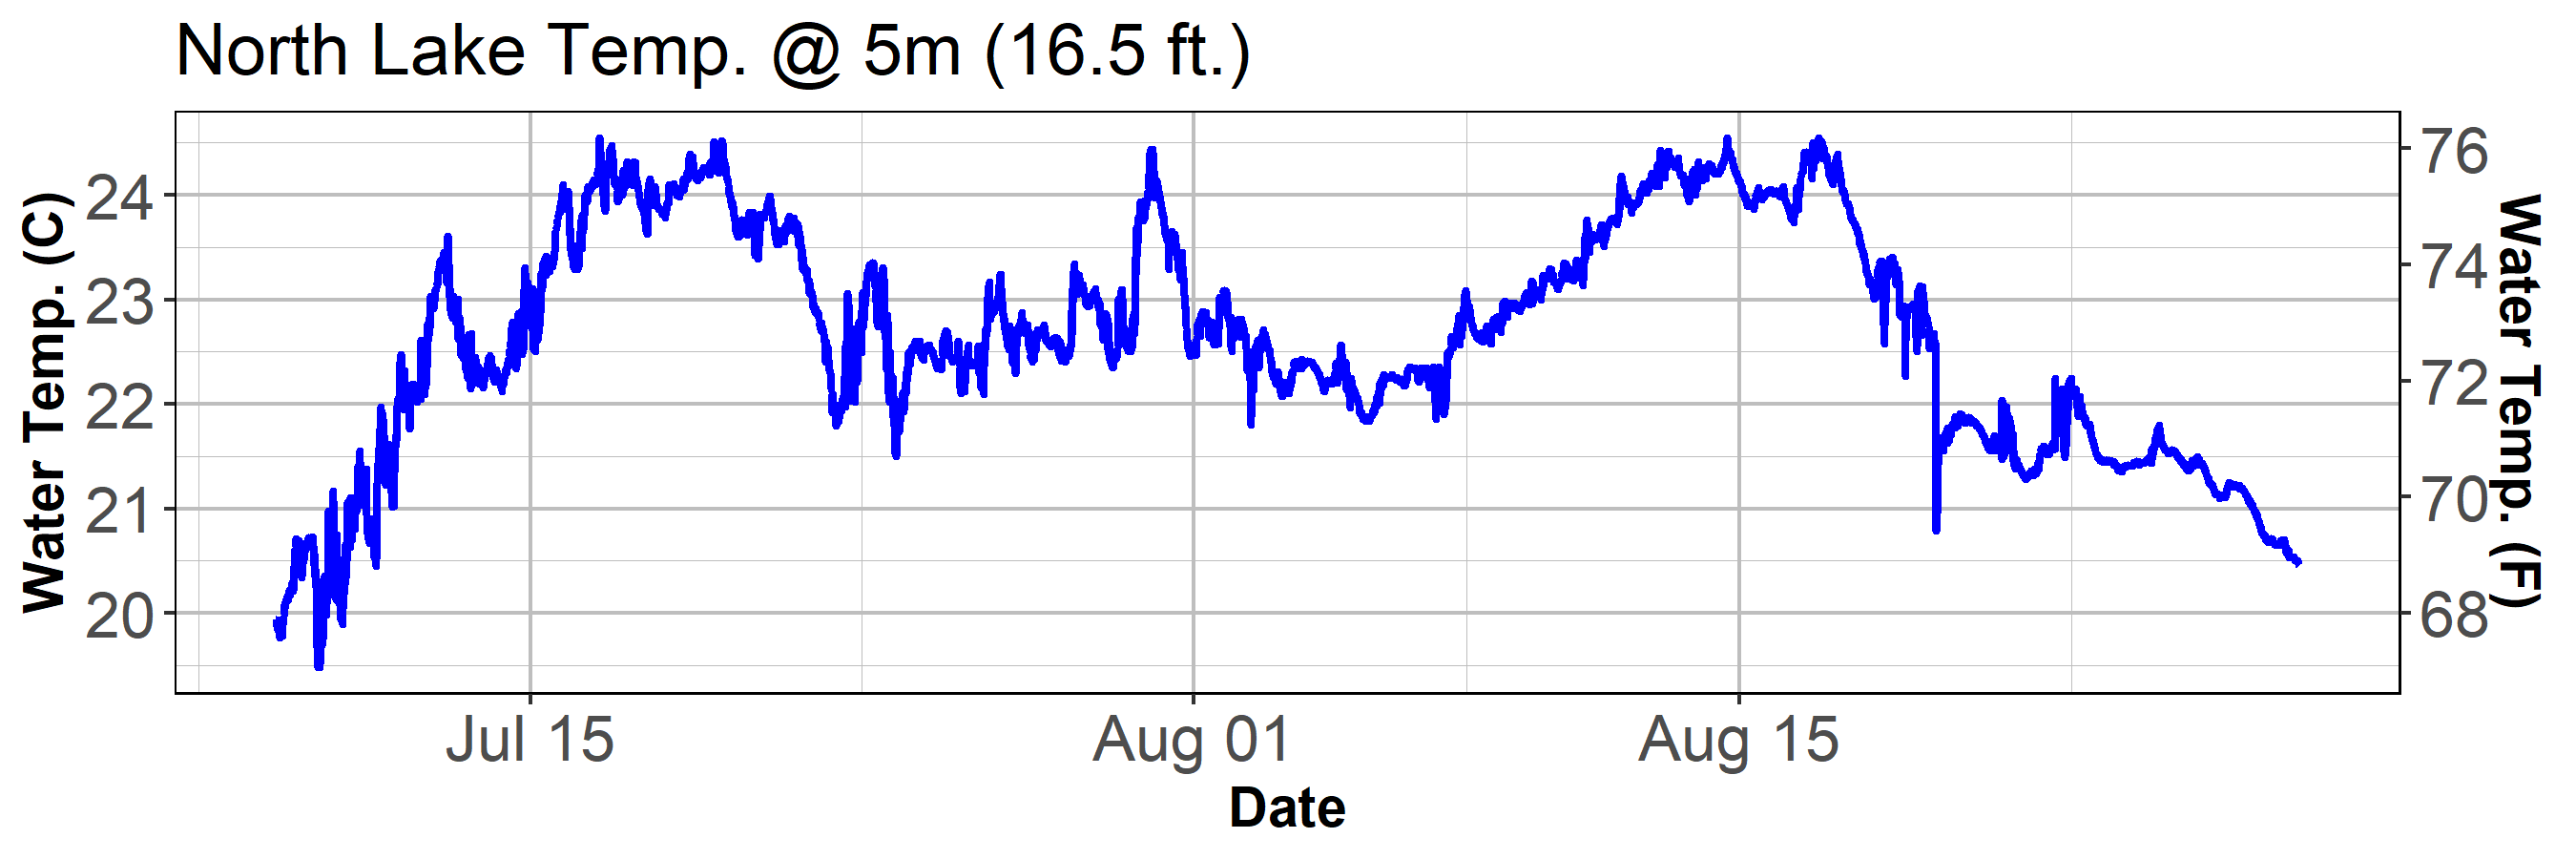 North Lake Temp. @ 5m (16.5 ft.)
Water Temp. (C)
24
23
22
21
20
76
74
72
70
68
Water Temp. (F)
Jul 15 Aug 01 Aug 15
Date